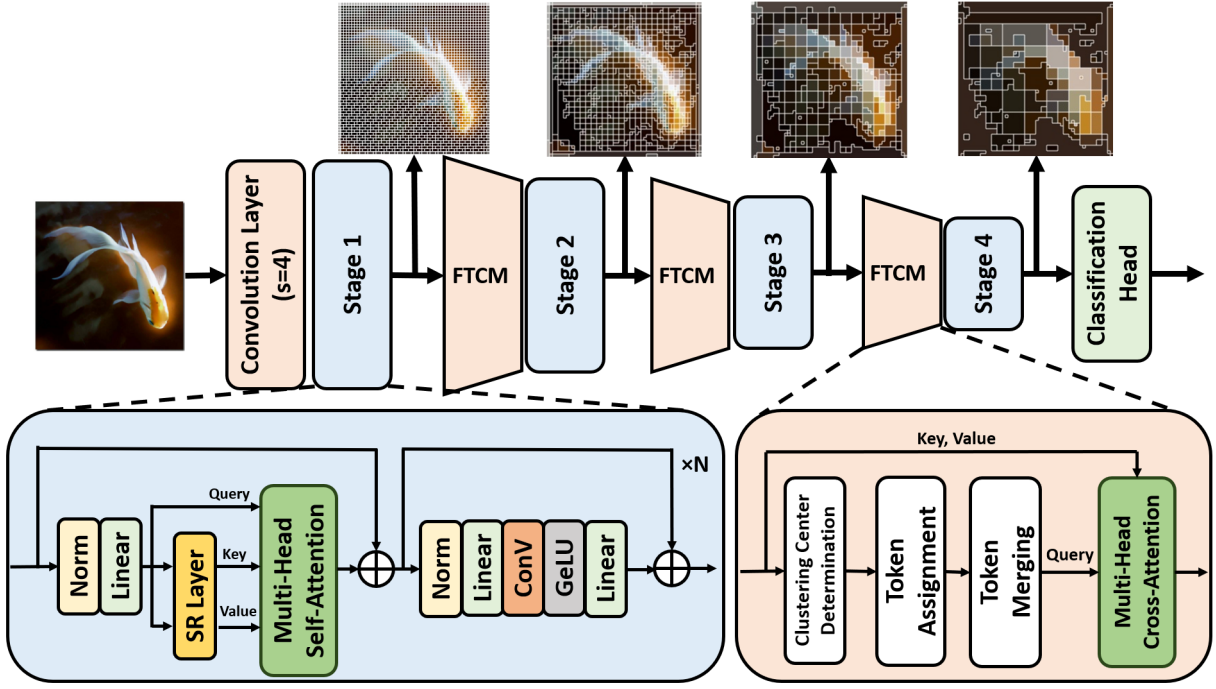 Convolution Layer
(s=4)
Stage 1
FTCM
Stage 2
FTCM
Stage 3
FTCM
Stage 4
Classification
Head
Norm
Linear
SR Layer
Query
Key
Value
Multi-Head
Self-Attention
Norm
Linear
ConV
GeLU
Linear
×N
Key, Value
Clustering Center
Determination
Token
Assignment
Token
Merging
Query
Multi-Head
Cross-Attention